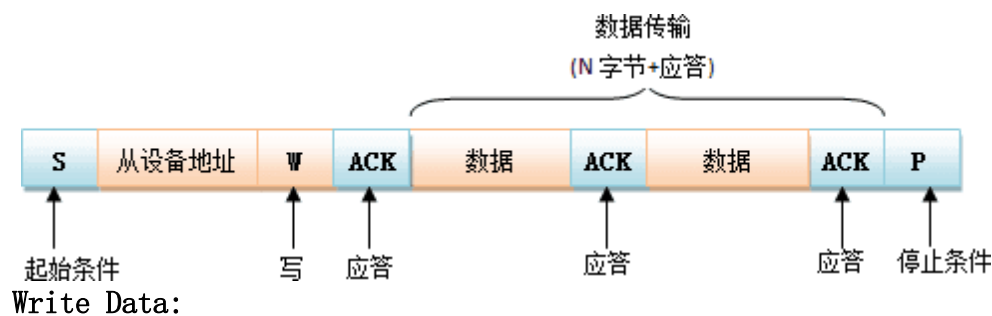 数据传输
(N 字节+应答)
S 从设备地址 W ACK 数据 ACK 数据 ACK P
起始条件 写 应答 应答 应答 停止条件
Write Data: